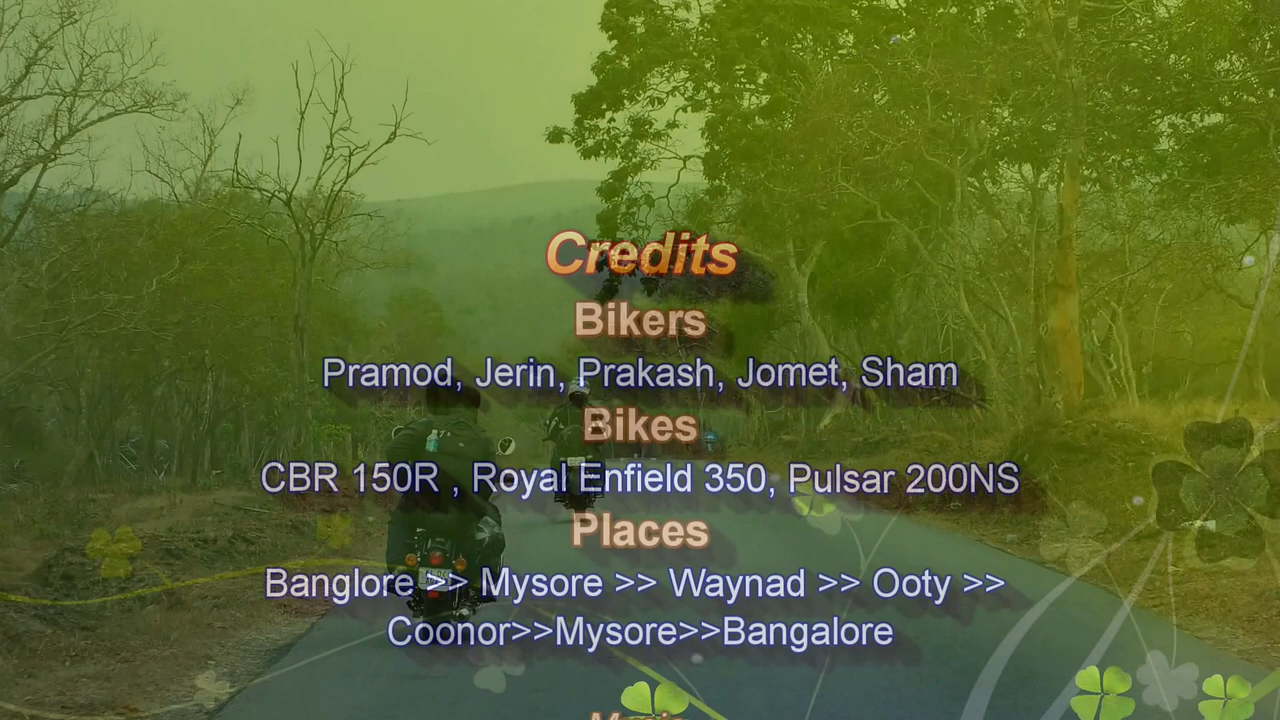 Credits
Bikers
Pramod, Jerin, Prakash, Jomet, Sham
Bikes
CBR 150R , Royal Enfield 350, Pulsar 200NS
Places
Banglore >> Mysore >> Waynad >> Ooty >>
Coonor>>Mysore>>Bangalore